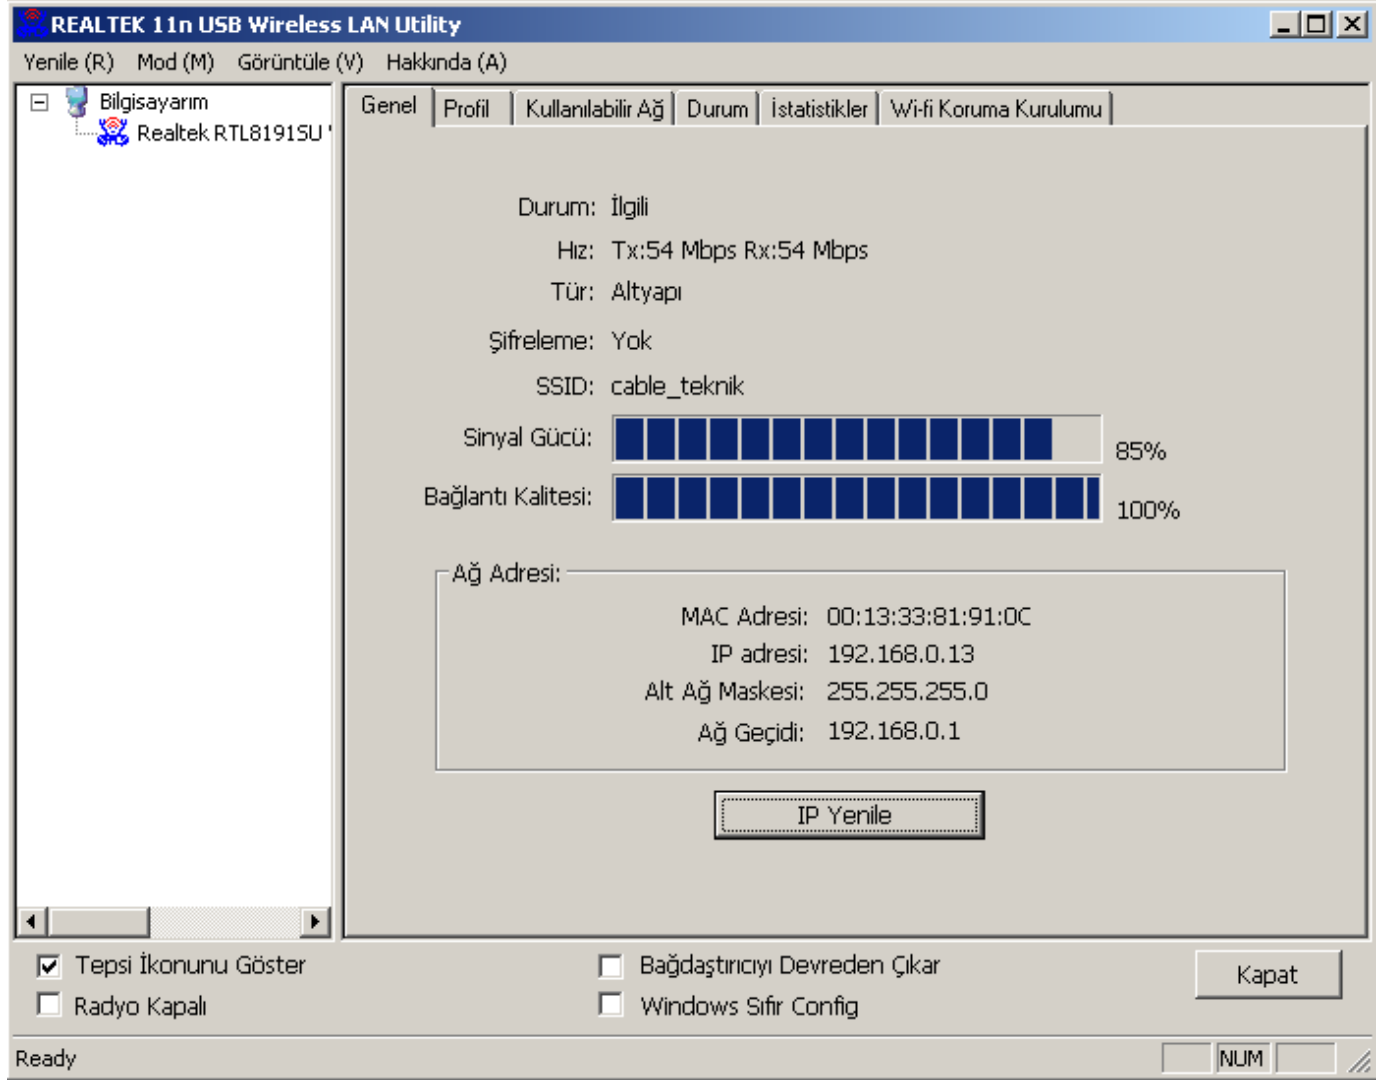 REALTEK 11n USB Wireless LAN Utility
Yenile (R) Mod (M) Görüntüle (V) Hakkında (A)
Bilgisayarım
Realtek RTL8191SU
Genel Profil Kullanılabilir Ağ Durum İstatistikler Wi-fi Koruma Kurulumu
Durum: İlgili
Hız: Tx:54 Mbps Rx:54 Mbps
Tür: Altyapı
Şifreleme: Yok
SSID: cable_teknik
Sinyal Gücü: 85%
Bağlantı Kalitesi: 100%
Ağ Adresi:
MAC Adresi: 00:13:33:81:91:0C
IP adresi: 192.168.0.13
Alt Ağ Maskesi: 255.255.255.0
Ağ Geçidi: 192.168.0.1
IP Yenile
Tepsi İkonunu Göster Bağdaştırıcıyı Devreden Çıkar
Radyo Kapalı Windows Sıfır Config
Kapat
Ready NUM